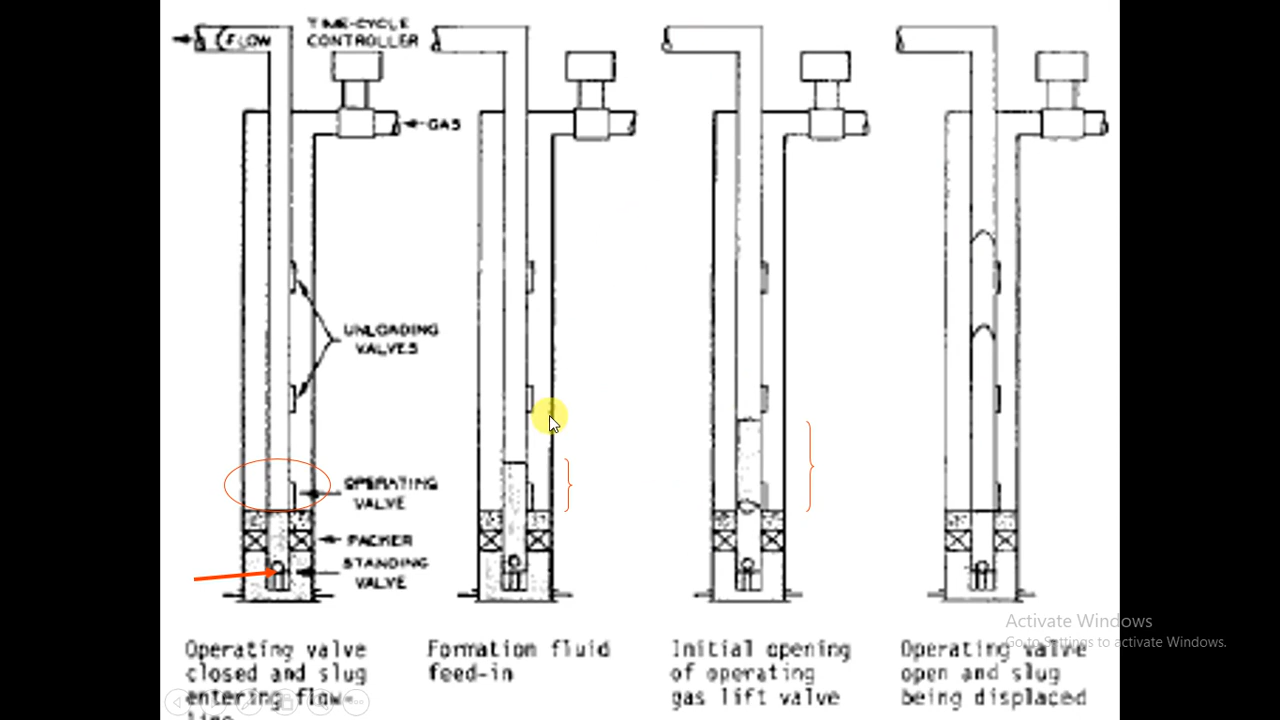 TIME-CYCLE
CONTROLLER
FLOW
GAS
UNLOADING
VALVES
OPERATING
VALVE
PACKER
STANDING
VALVE
Operating valve
closed and slug
entering flow-
line
Formation fluid
feed-in
Initial opening
of operating
gas lift valve
Operating valve
open and slug
being displaced
Activate Windows
Go to Settings to activate Windows.